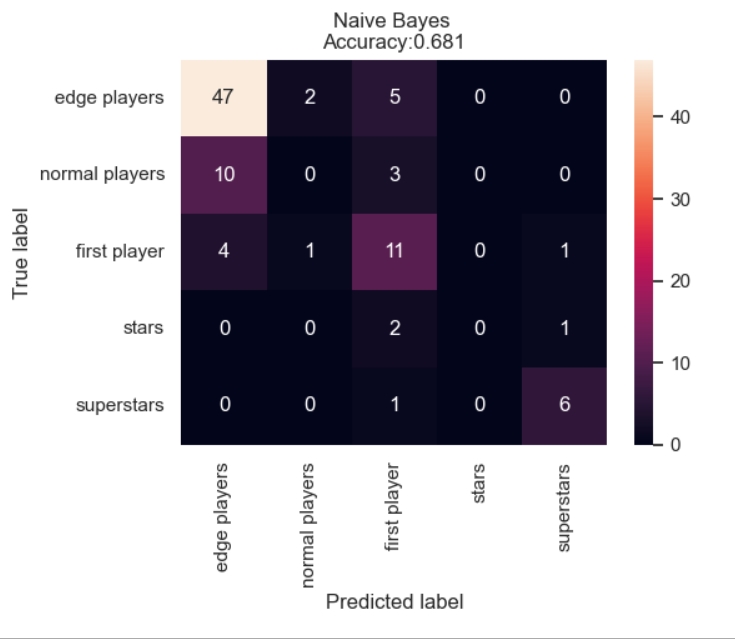 Naive Bayes
Accuracy:0.681
True label
edge players 47 2 5 0 0
normal players 10 0 3 0 0
first player 4 1 11 0 1
stars 0 0 2 0 1
superstars 0 0 1 0 6
edge players normal players first player stars superstars
Predicted label
40
30
20
10
0